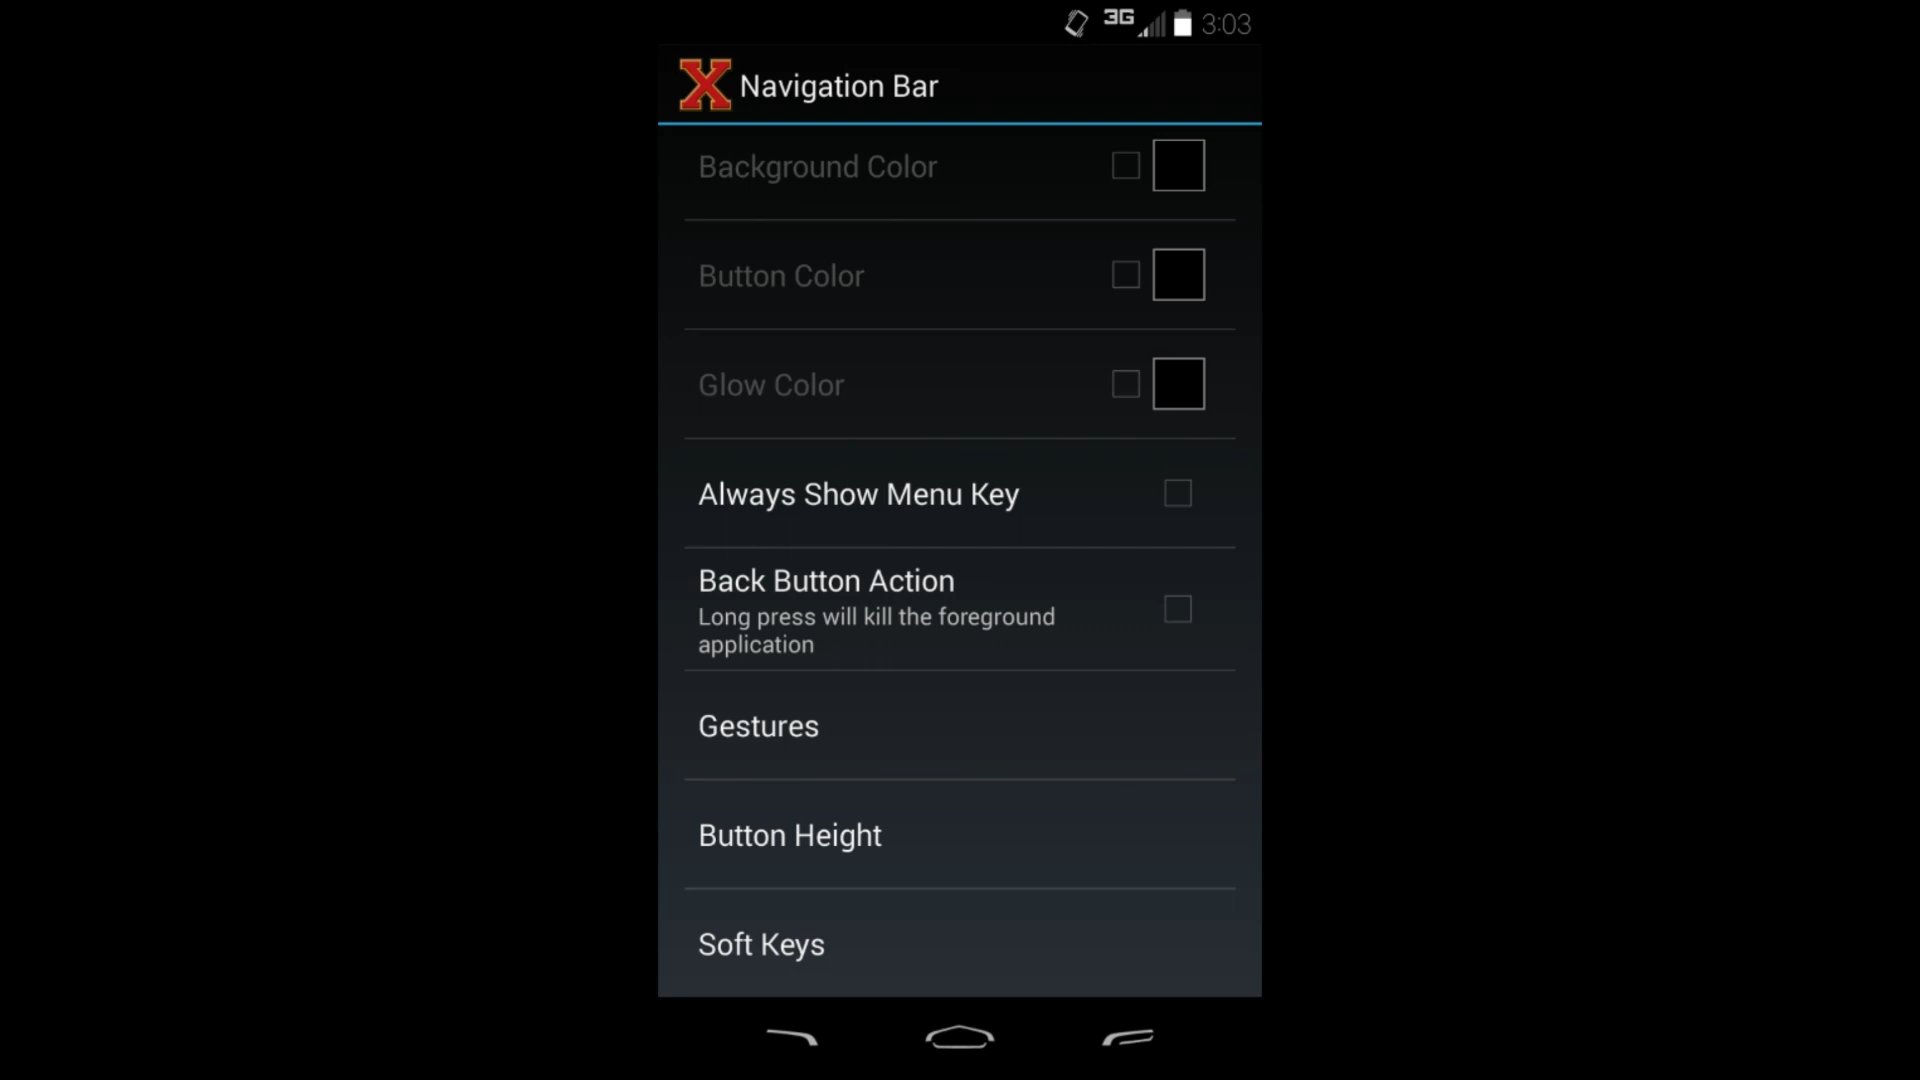 3G 3:03
X Navigation Bar
Background Color
Button Color
Glow Color
Always Show Menu Key
Back Button Action
Long press will kill the foreground
application
Gestures
Button Height
Soft Keys